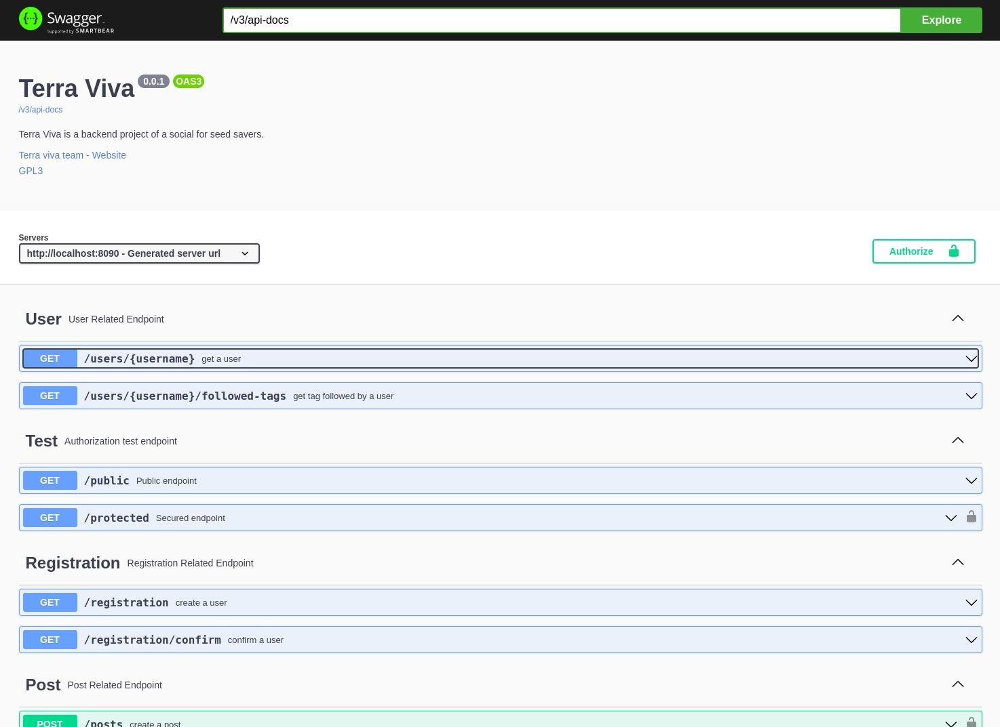 Swagger
Supported by SMARTBEAR
/v3/api-docs
Explore
Terra Viva 0.0.1 OAS3
/v3/api-docs
Terra Viva is a backend project of a social for seed savers.
Terra viva team - Website
GPL3
Servers
http://localhost:8090 - Generated server url
Authorize
User User Related Endpoint
GET /users/{username} get a user
GET /users/{username}/followed-tags get tag followed by a user
Test Authorization test endpoint
GET /public Public endpoint
GET /protected Secured endpoint
Registration Registration Related Endpoint
GET /registration create a user
GET /registration/confirm confirm a user
Post Post Related Endpoint
POST /posts create a post